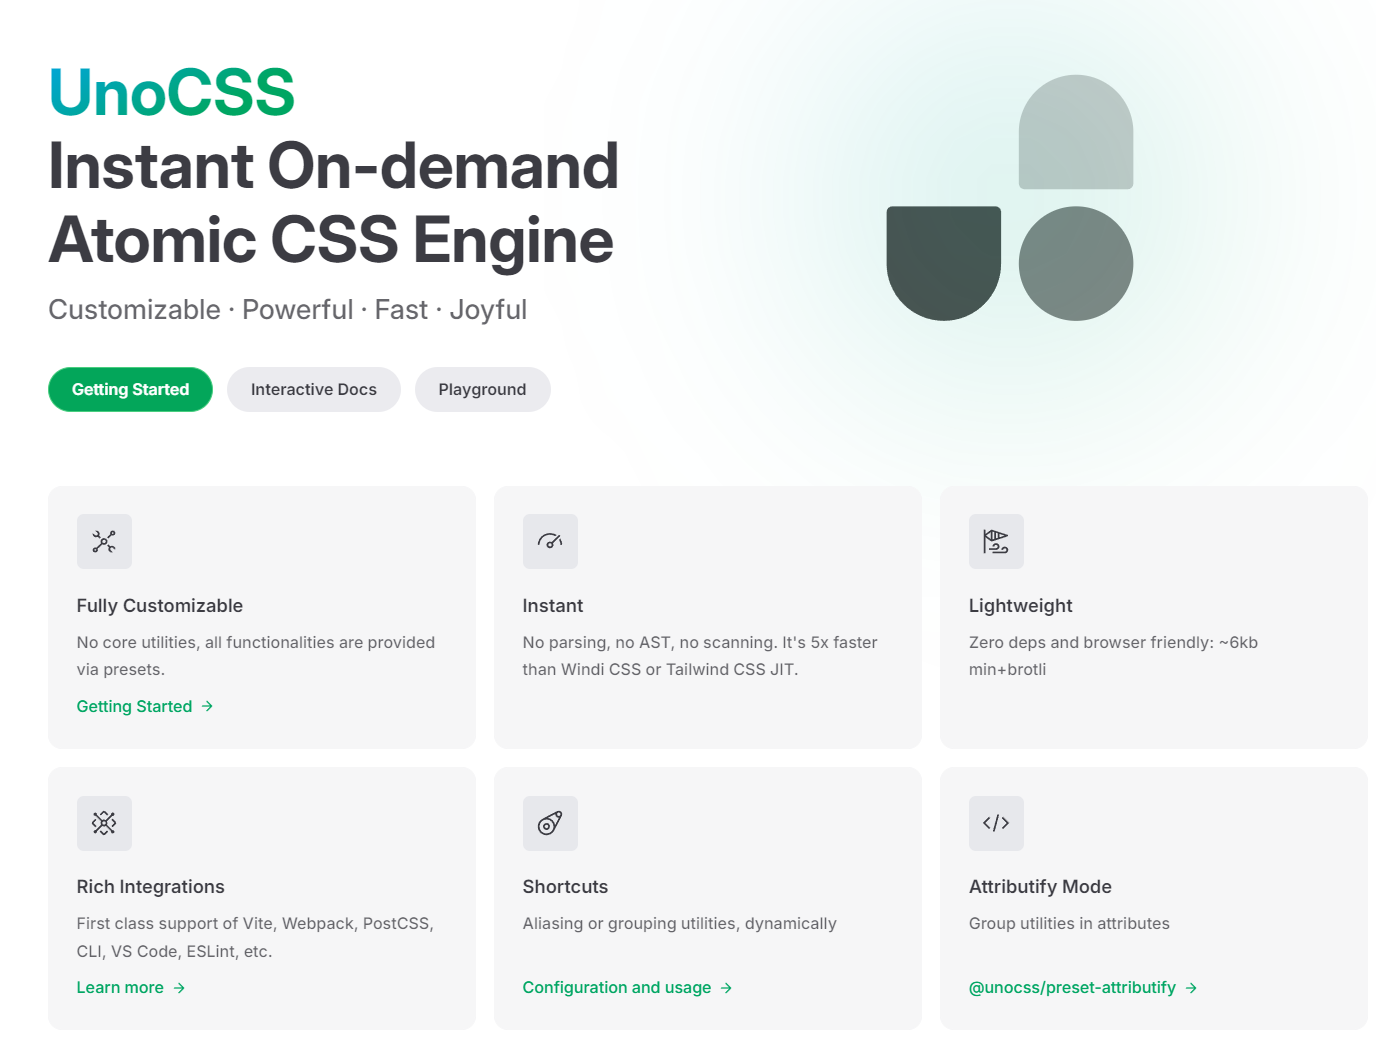 UnoCSS
Instant On-demand
Atomic CSS Engine
Customizable · Powerful · Fast · Joyful
Getting Started
Interactive Docs
Playground
Fully Customizable
No core utilities, all functionalities are provided
via presets.
Getting Started →
Instant
No parsing, no AST, no scanning. It's 5x faster
than Windi CSS or Tailwind CSS JIT.
Lightweight
Zero deps and browser friendly: ~6kb
min+brotli
Rich Integrations
First class support of Vite, Webpack, PostCSS,
CLI, VS Code, ESLint, etc.
Learn more →
Shortcuts
Aliasing or grouping utilities, dynamically
Configuration and usage →
Attributify Mode
Group utilities in attributes
@unocss/preset-attributify →